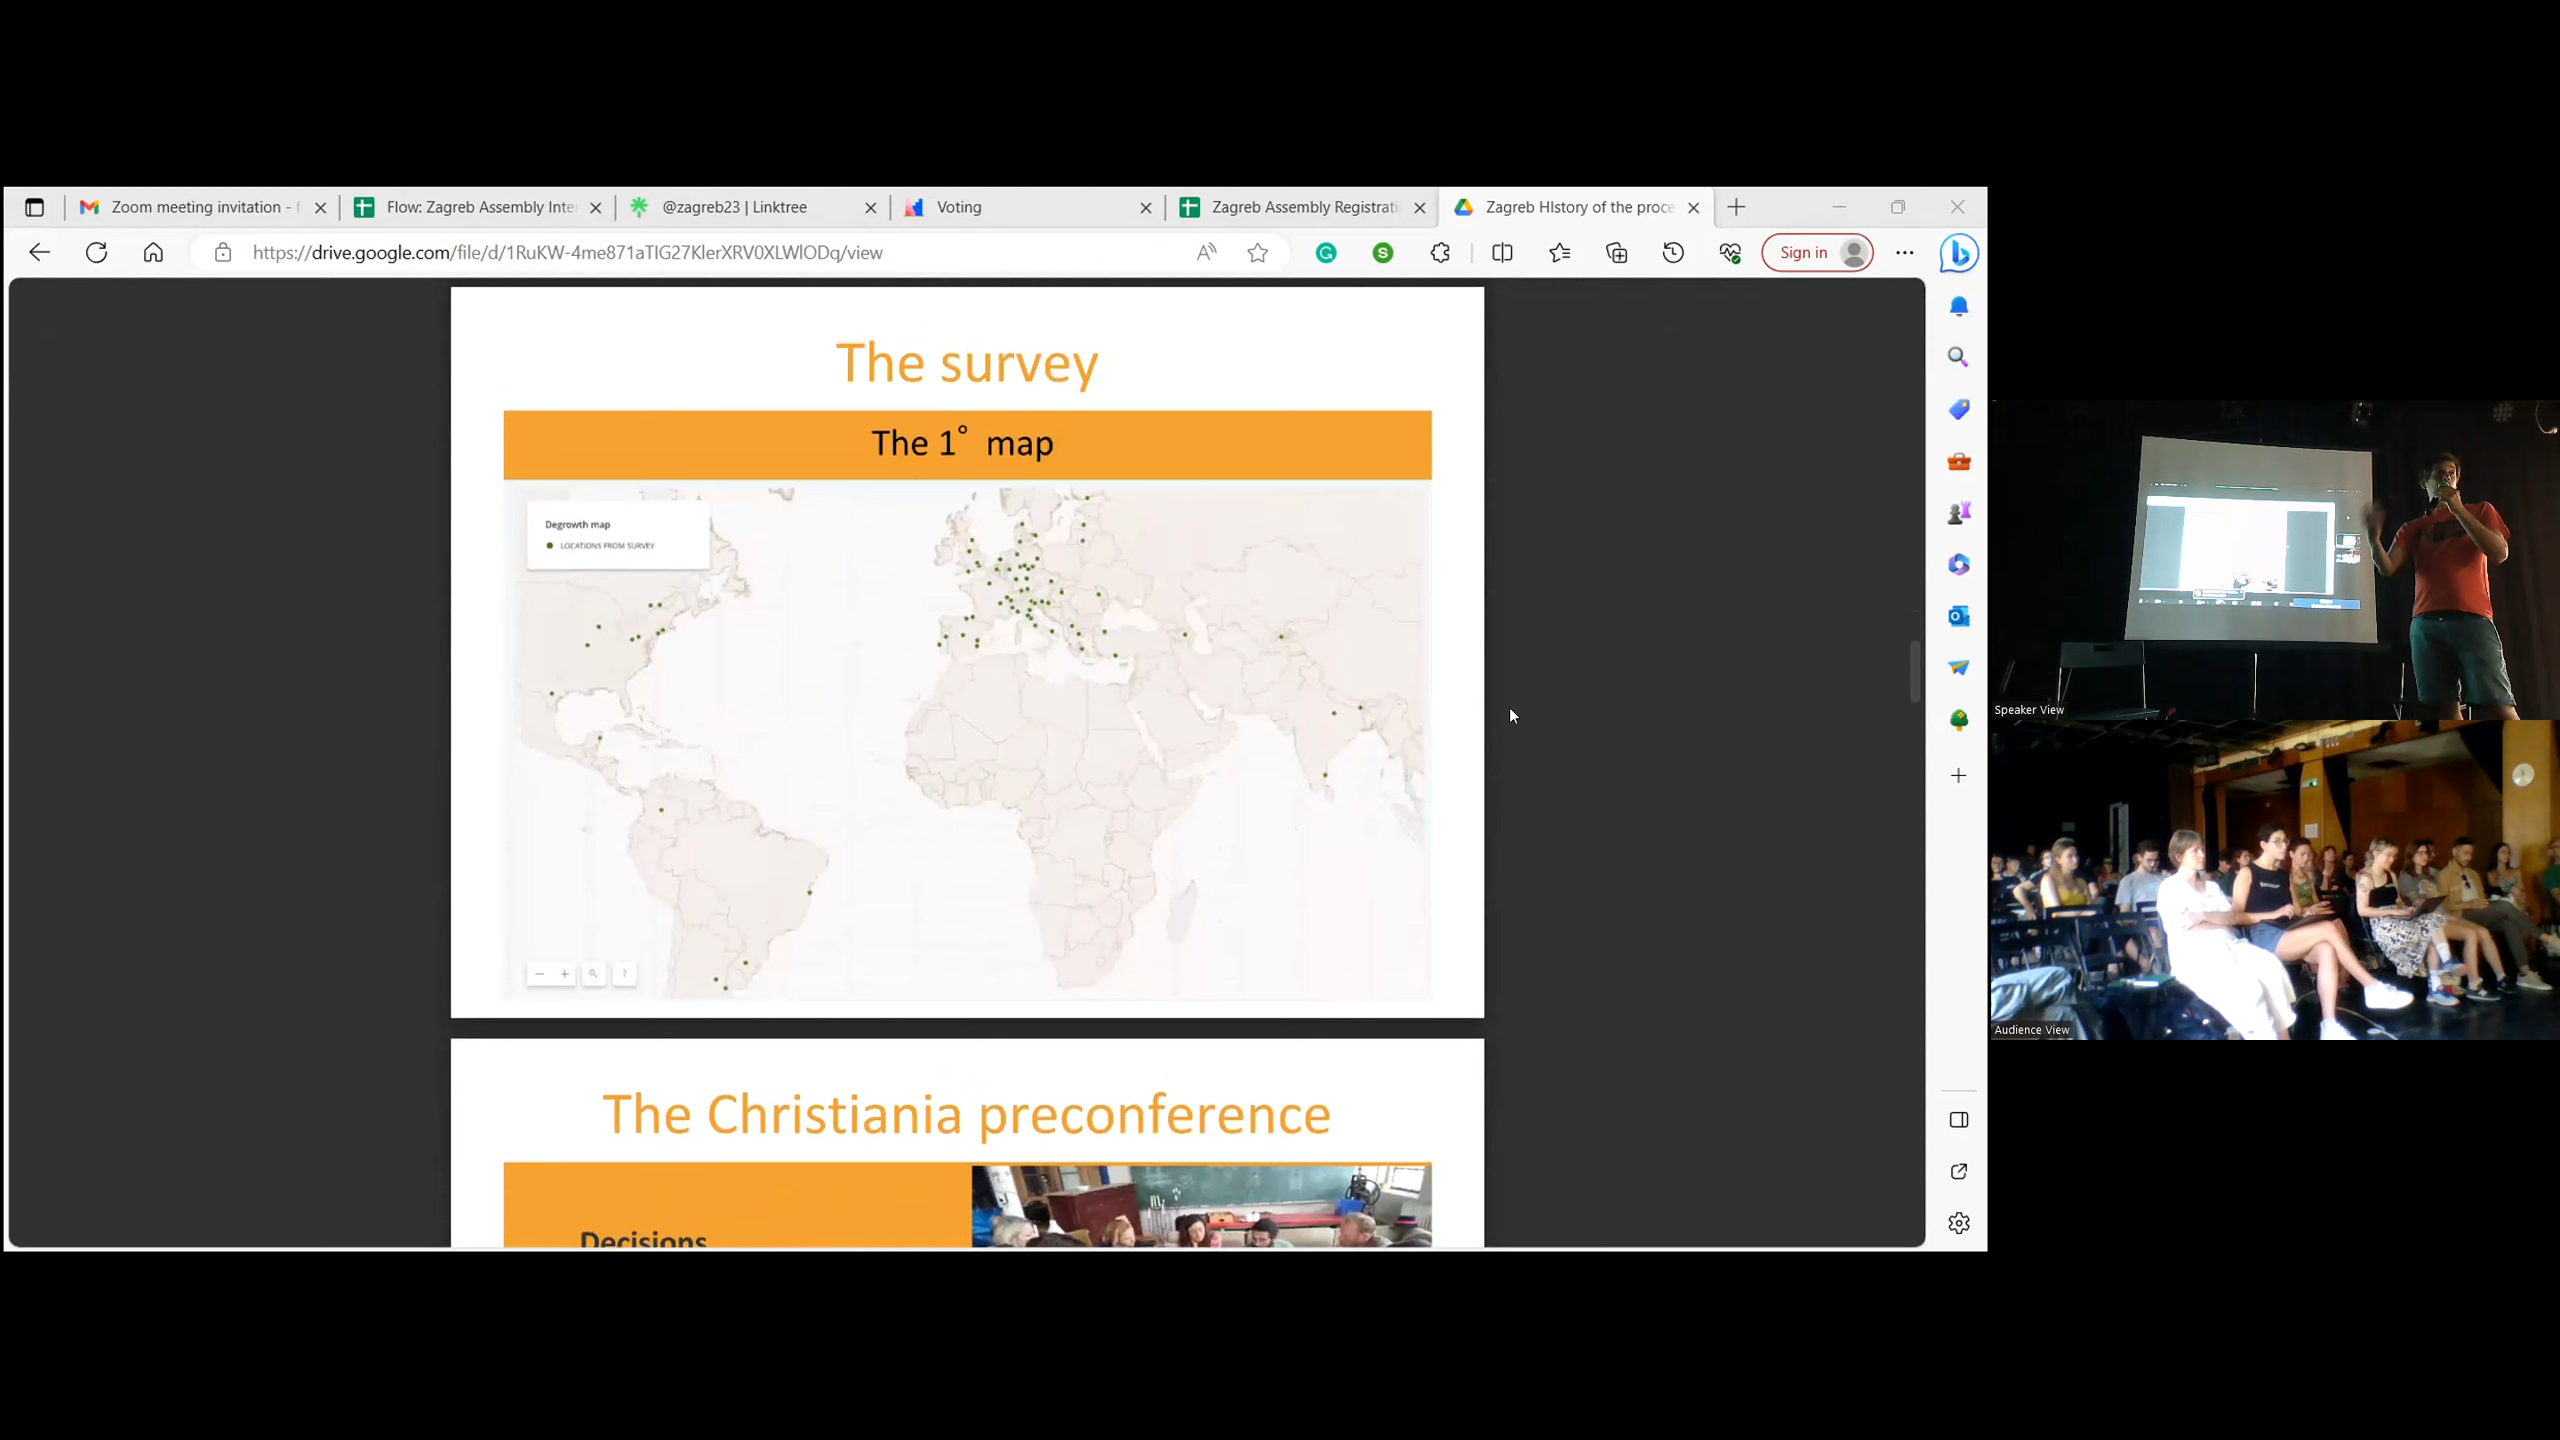 Zoom meeting invitation - f
Flow: Zagreb Assembly Inte
@zagreb23 | Linktree
Voting
Zagreb Assembly Registrati
Zagreb HIstory of the proce
https://drive.google.com/file/d/1RuKW-4me871aTIG27KlerXRV0XLWlODq/view
Sign in
The survey
The 1° map
Degrowth map
LOCATIONS FROM SURVEY
The Christiania preconference
Decisions
Speaker View
Audience View